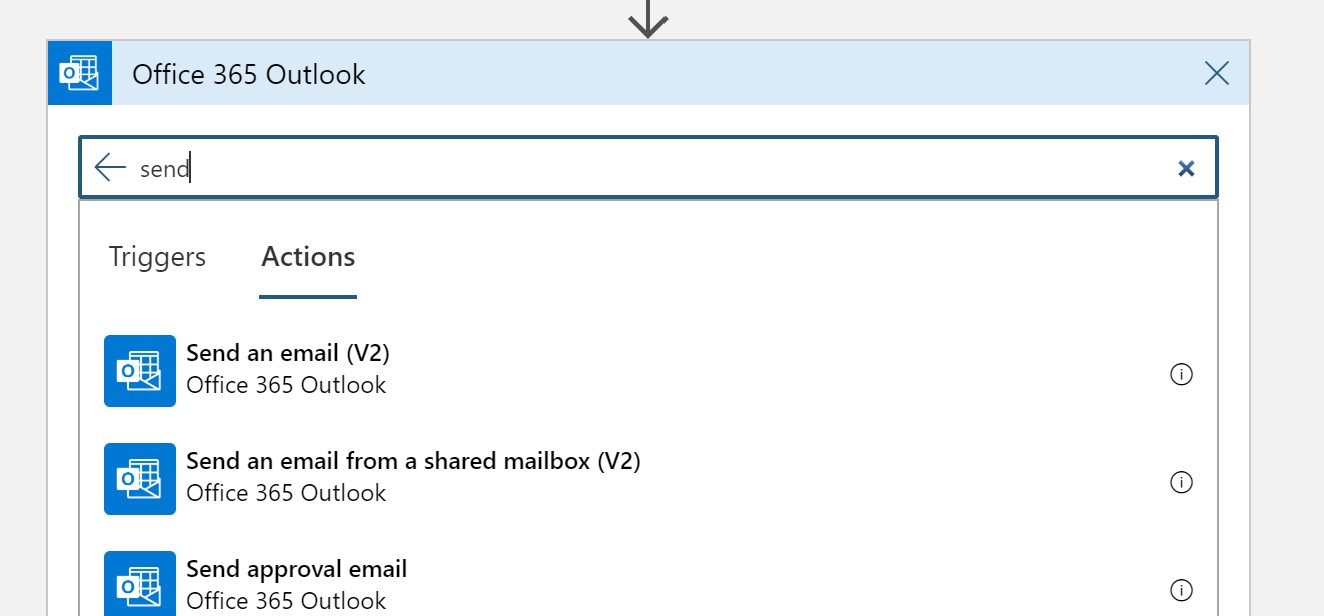 Office 365 Outlook
send
Triggers Actions
Send an email (V2)
Office 365 Outlook
Send an email from a shared mailbox (V2)
Office 365 Outlook
Send approval email
Office 365 Outlook